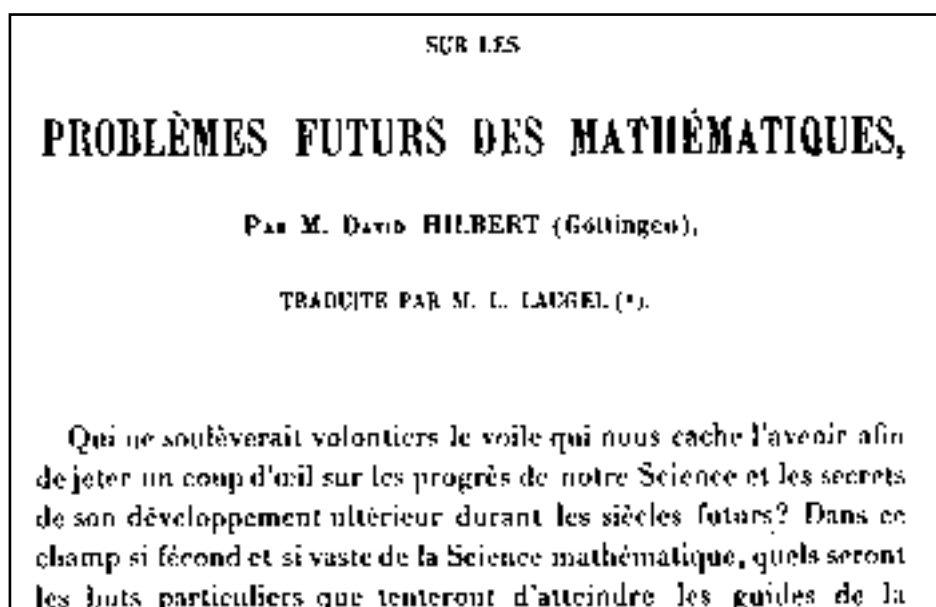 SUR LES
PROBLÈMES FUTURS DES MATHÉMATIQUES,
PAR M. DAVID HILBERT (Göttingen),
TRADUITE PAR M. L. LAUGEL (¹).
Qui ne soulèverait volontiers le voile qui nous cache l'avenir afin
de jeter un coup d'œil sur les progrès de notre Science et les secrets
de son développement ultérieur durant les siècles futurs? Dans ce
champ si fécond et si vaste de la Science mathématique, quels seront
les buts particuliers que tenteront d'atteindre les guides de la